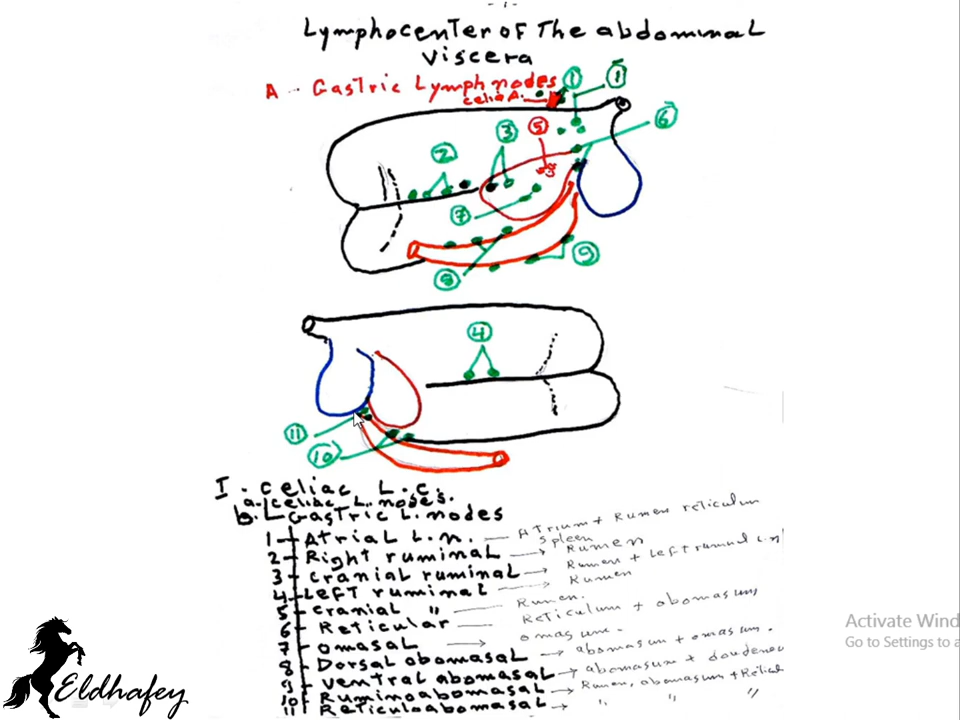 - 1 -
Lymphocenter of The abdominal
viscera
A - Gastric Lymph nodes
celia A.
1
1
6
5
3
2
7
9
8
4
11
10
I. celiac L.c.
a. celiac L. nodes.
b. Gastric L. nodes
1 - Atrial L.n. — Atrium + Rumen reticulum
spleen
2 - Right ruminal → Rumen
3 - cranial ruminal → Rumen + Left ruminal
4 - Left ruminal → Rumen
5 - cranial " — Rumen.
6 - Reticular — Reticulum + abomasum
7 - omasal → omasum.
8 - Dorsal abomasal → abomasum + omasum.
9 - ventral abomasal → abomasum +
10 - Ruminoabomasal → Rumen, abomasum +
11 - Reticuloabomasal → " " "
Eldhafey
Activate Wind
Go to Settings to a